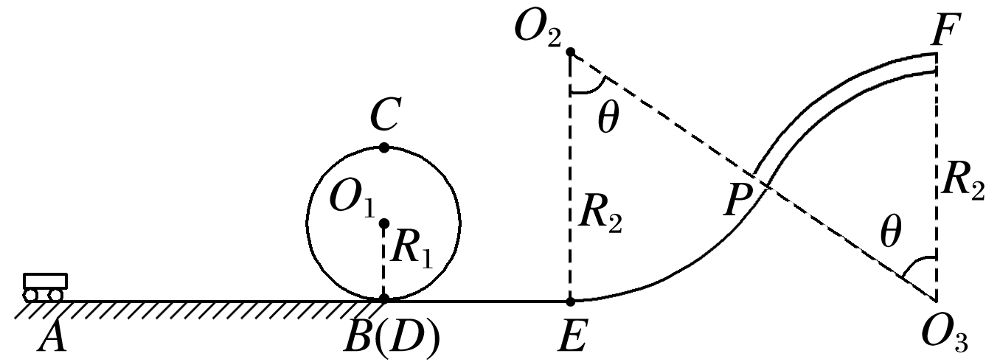 O₂
F
C
θ
O₁
R₂
P
R₂
R₁
θ
A
B(D)
E
O₃